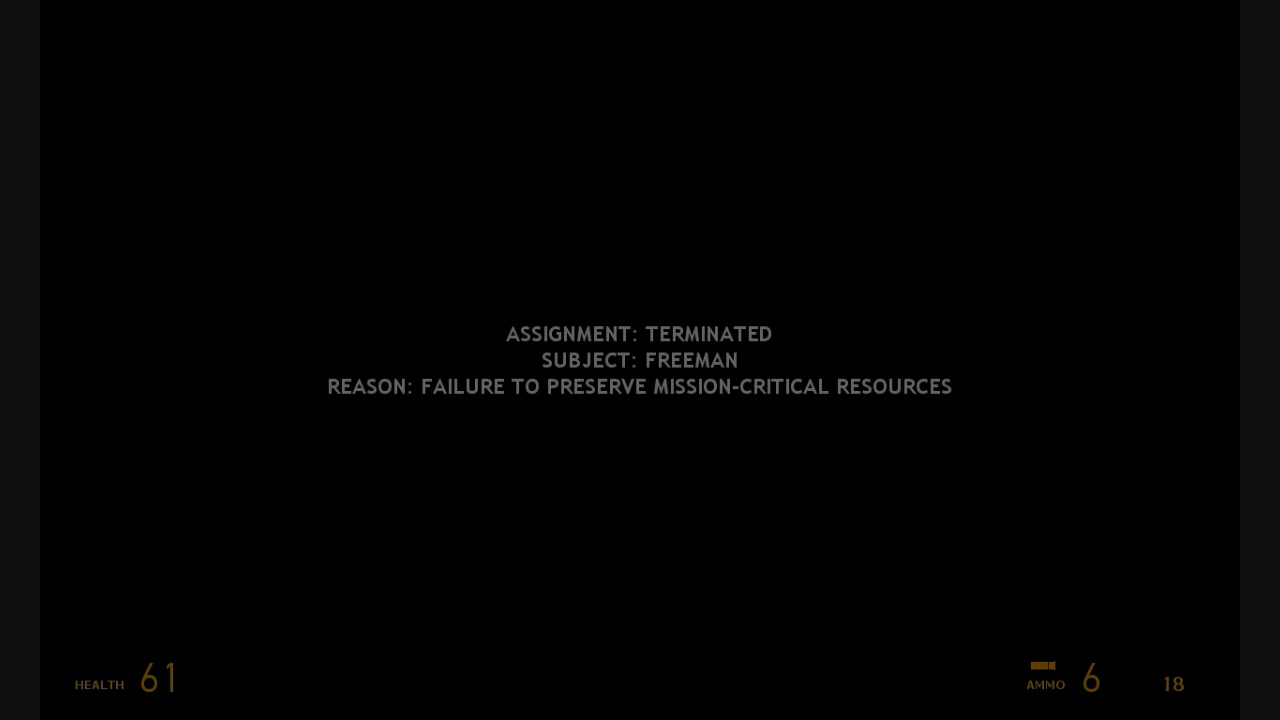 ASSIGNMENT: TERMINATED
SUBJECT: FREEMAN
REASON: FAILURE TO PRESERVE MISSION-CRITICAL RESOURCES
HEALTH 61
AMMO 6 18